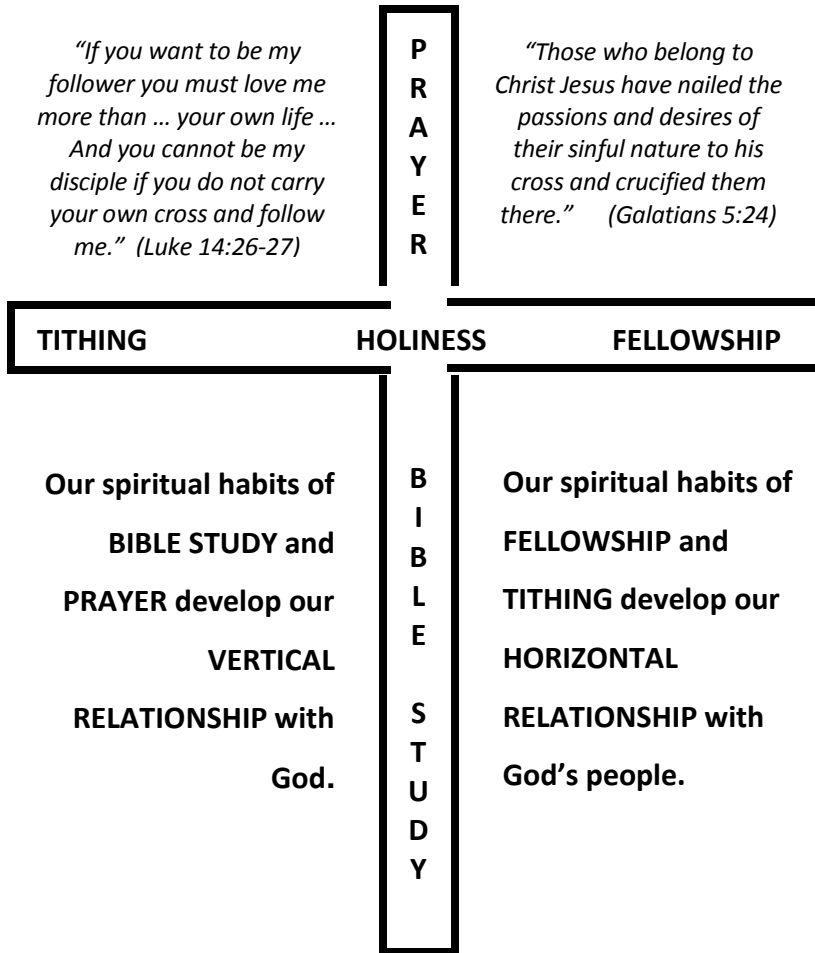 “If you want to be my
follower you must love me
more than … your own life …
And you cannot be my
disciple if you do not carry
your own cross and follow
me.” (Luke 14:26-27)
P
R
A
Y
E
R
“Those who belong to
Christ Jesus have nailed the
passions and desires of
their sinful nature to his
cross and crucified them
there.” (Galatians 5:24)
TITHING HOLINESS FELLOWSHIP
Our spiritual habits of
BIBLE STUDY and
PRAYER develop our
VERTICAL
RELATIONSHIP with
God.
B
I
B
L
E
S
T
U
D
Y
Our spiritual habits of
FELLOWSHIP and
TITHING develop our
HORIZONTAL
RELATIONSHIP with
God’s people.